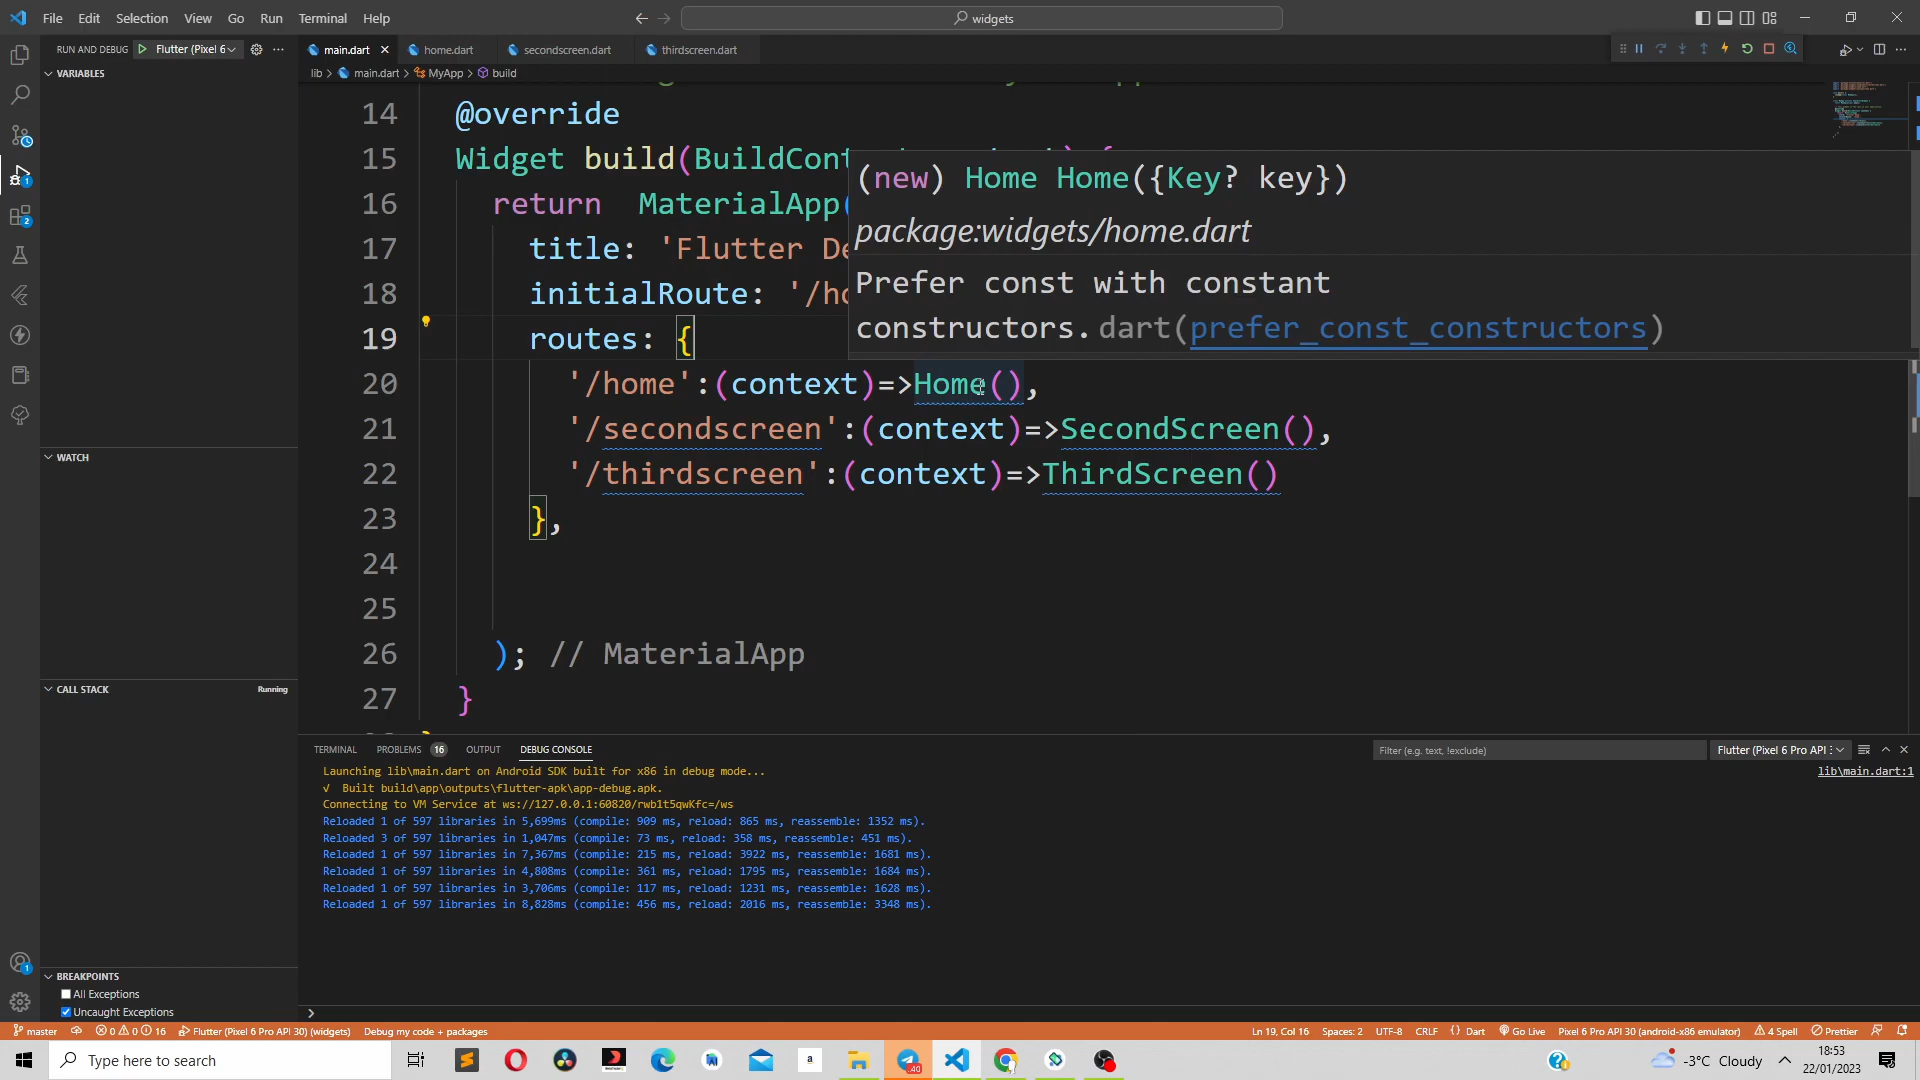 File Edit Selection View Go Run Terminal Help
widgets
RUN AND DEBUG Flutter (Pixel 6
main.dart
home.dart
secondscreen.dart
thirdscreen.dart
VARIABLES
lib > main.dart > MyApp > build
14 @override
15 Widget build(BuildCont
16 return MaterialApp(
17 title: 'Flutter De
18 initialRoute: '/ho
19 routes: {
20 '/home':(context)=>Home(),
21 '/secondscreen':(context)=>SecondScreen(),
22 '/thirdscreen':(context)=>ThirdScreen()
23 },
24
25
26 ); // MaterialApp
27 }
(new) Home Home({Key? key})
package:widgets/home.dart
Prefer const with constant
constructors. dart(prefer_const_constructors)
WATCH
CALL STACK Running
BREAKPOINTS
All Exceptions
Uncaught Exceptions
TERMINAL PROBLEMS 16 OUTPUT DEBUG CONSOLE
Filter (e.g. text, !exclude)
Flutter (Pixel 6 Pro API :
Launching lib\main.dart on Android SDK built for x86 in debug mode...
lib\main.dart:1
√ Built build\app\outputs\flutter-apk\app-debug.apk.
Connecting to VM Service at ws://127.0.0.1:60820/rwb1t5qwKfc=/ws
Reloaded 1 of 597 libraries in 5,699ms (compile: 909 ms, reload: 865 ms, reassemble: 1352 ms).
Reloaded 3 of 597 libraries in 1,047ms (compile: 73 ms, reload: 358 ms, reassemble: 451 ms).
Reloaded 1 of 597 libraries in 7,367ms (compile: 215 ms, reload: 3922 ms, reassemble: 1681 ms).
Reloaded 1 of 597 libraries in 4,808ms (compile: 361 ms, reload: 1795 ms, reassemble: 1684 ms).
Reloaded 1 of 597 libraries in 3,706ms (compile: 117 ms, reload: 1231 ms, reassemble: 1628 ms).
Reloaded 1 of 597 libraries in 8,828ms (compile: 456 ms, reload: 2016 ms, reassemble: 3348 ms).
master 0 0 16 Flutter (Pixel 6 Pro API 30) (widgets) Debug my code + packages
Ln 19, Col 16 Spaces: 2 UTF-8 CRLF { } Dart Go Live Pixel 6 Pro API 30 (android-x86 emulator) 4 Spell Prettier
Type here to search
-3°C Cloudy
18:53
22/01/2023